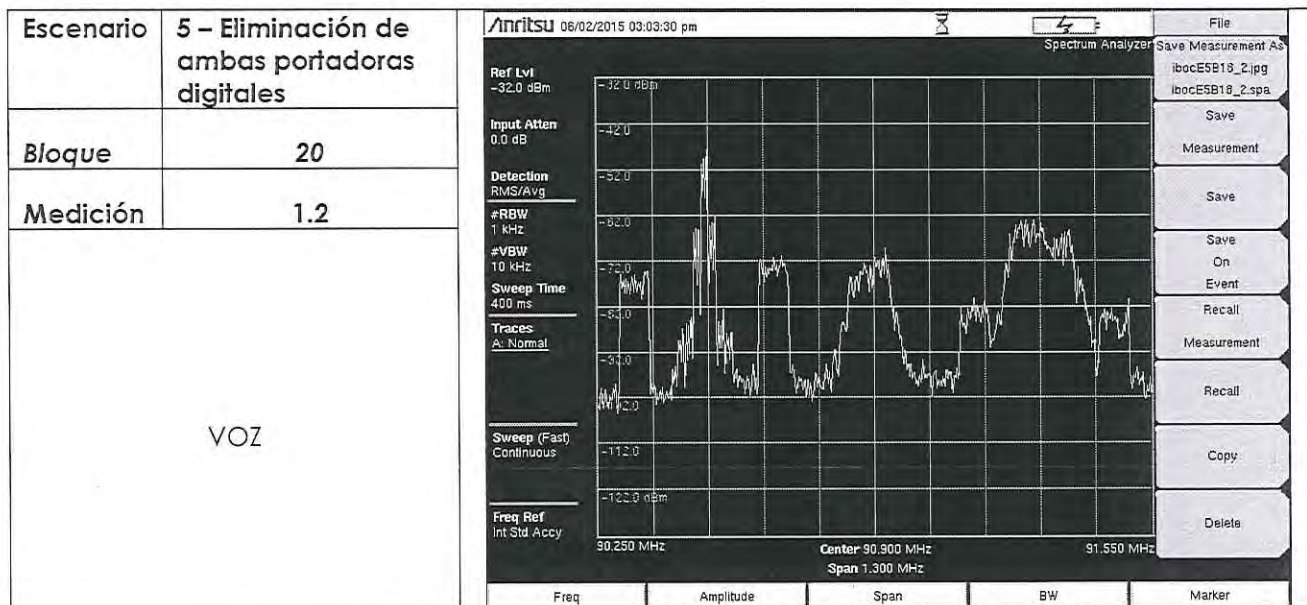 Escenario
5 – Eliminación de
ambas portadoras
digitales
Bloque
20
Medición
1.2
VOZ
Anritsu 06/02/2015 03:03:30 pm
Spectrum Analyzer
Ref Lvl
-32.0 dBm
Input Atten
0.0 dB
Detection
RMS/Avg
#RBW
1 kHz
#VBW
10 kHz
Sweep Time
400 ms
Traces
A: Normal
Sweep (Fast)
Continuous
Freq Ref
Int Std Accy
-32.0 dBm
-42.0
-52.0
-62.0
-72.0
-112.0
-122.0 dBm
90.250 MHz
Center 90.900 MHz
91.550 MHz
Span 1.300 MHz
File
Save Measurement As
Save
Measurement
Save
Save
On
Event
Recall
Measurement
Recall
Copy
Delete
Freq
Amplitude
Span
BW
Marker